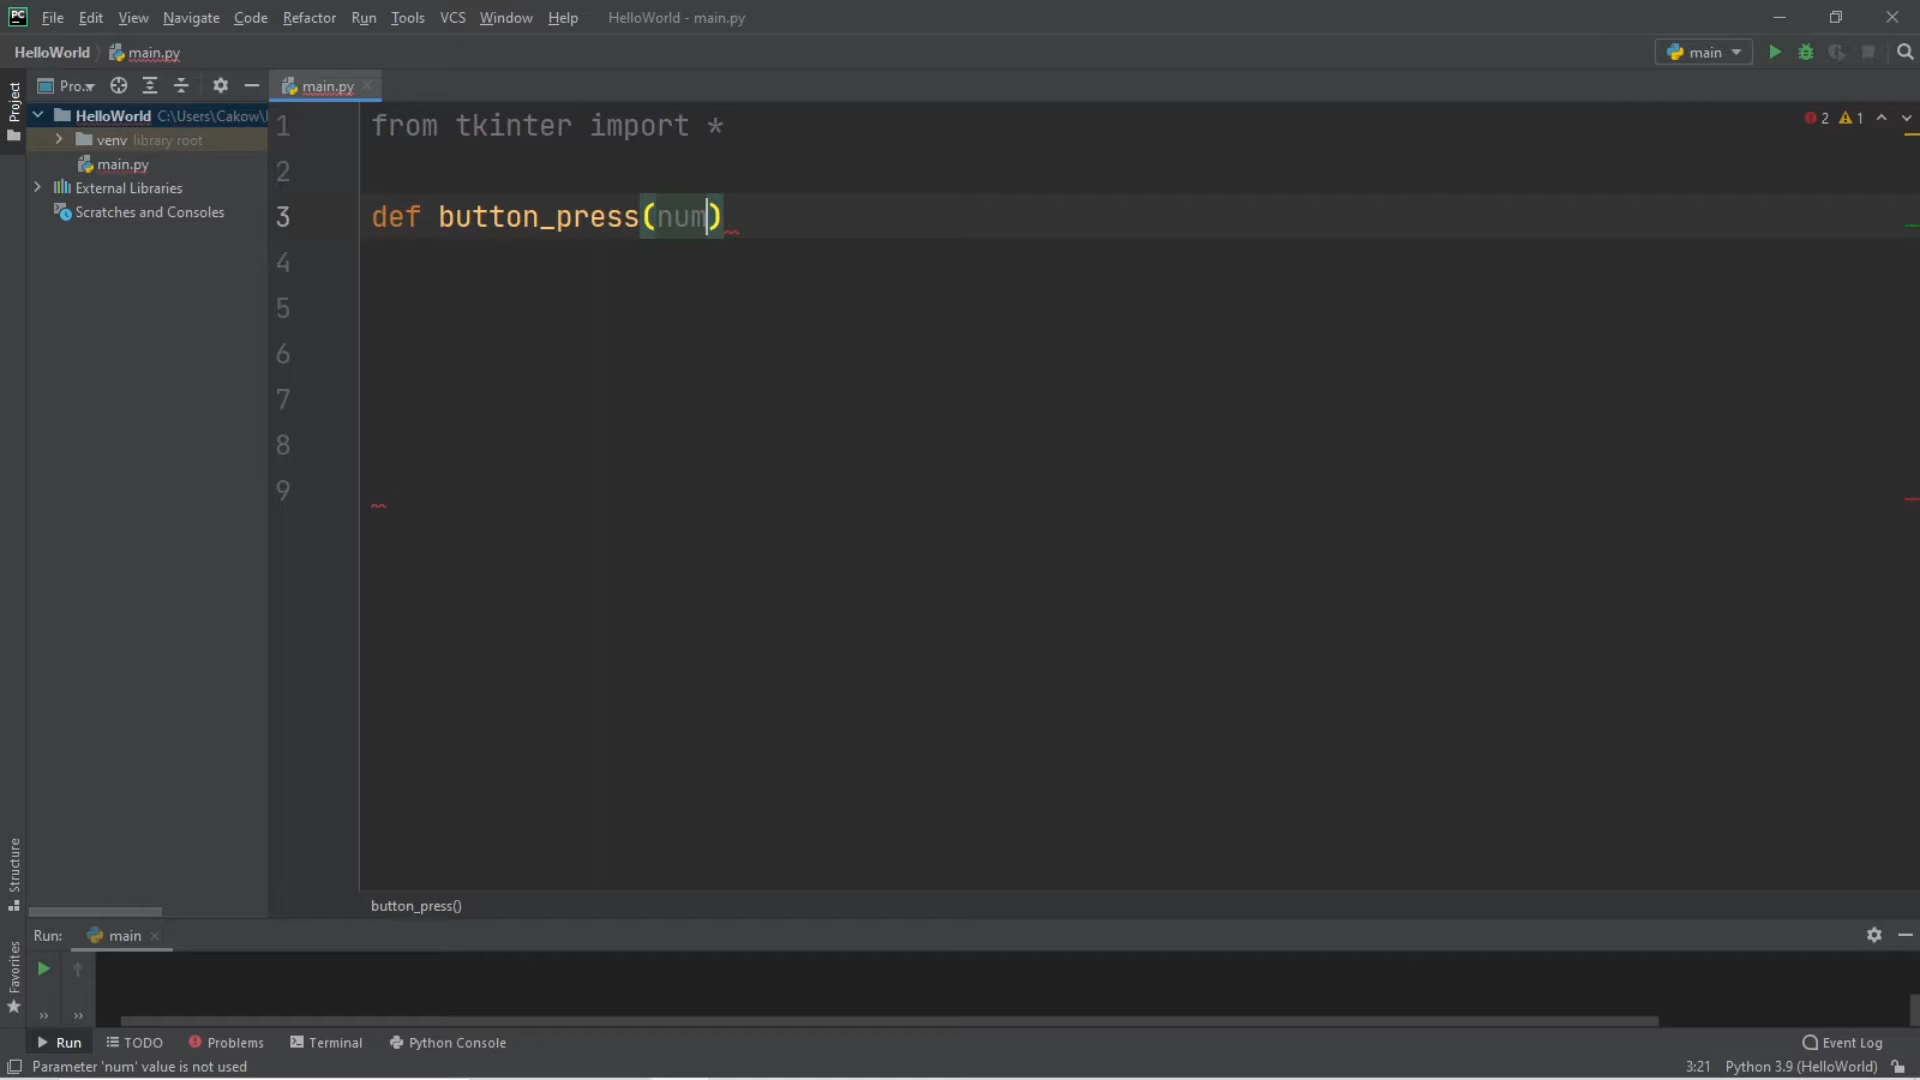 PC File Edit View Navigate Code Refactor Run Tools VCS Window Help HelloWorld - main.py
HelloWorld main.py main
Project Pro... main.py
HelloWorld C:\Users\Cakow\
venv library root
main.py
External Libraries
Scratches and Consoles
1 from tkinter import *
2
3 def button_press(num)
4
5
6
7
8
9
2 1
button_press()
Structure
Favorites
Run: main
Run TODO Problems Terminal Python Console Event Log
Parameter 'num' value is not used 3:21 Python 3.9 (HelloWorld)